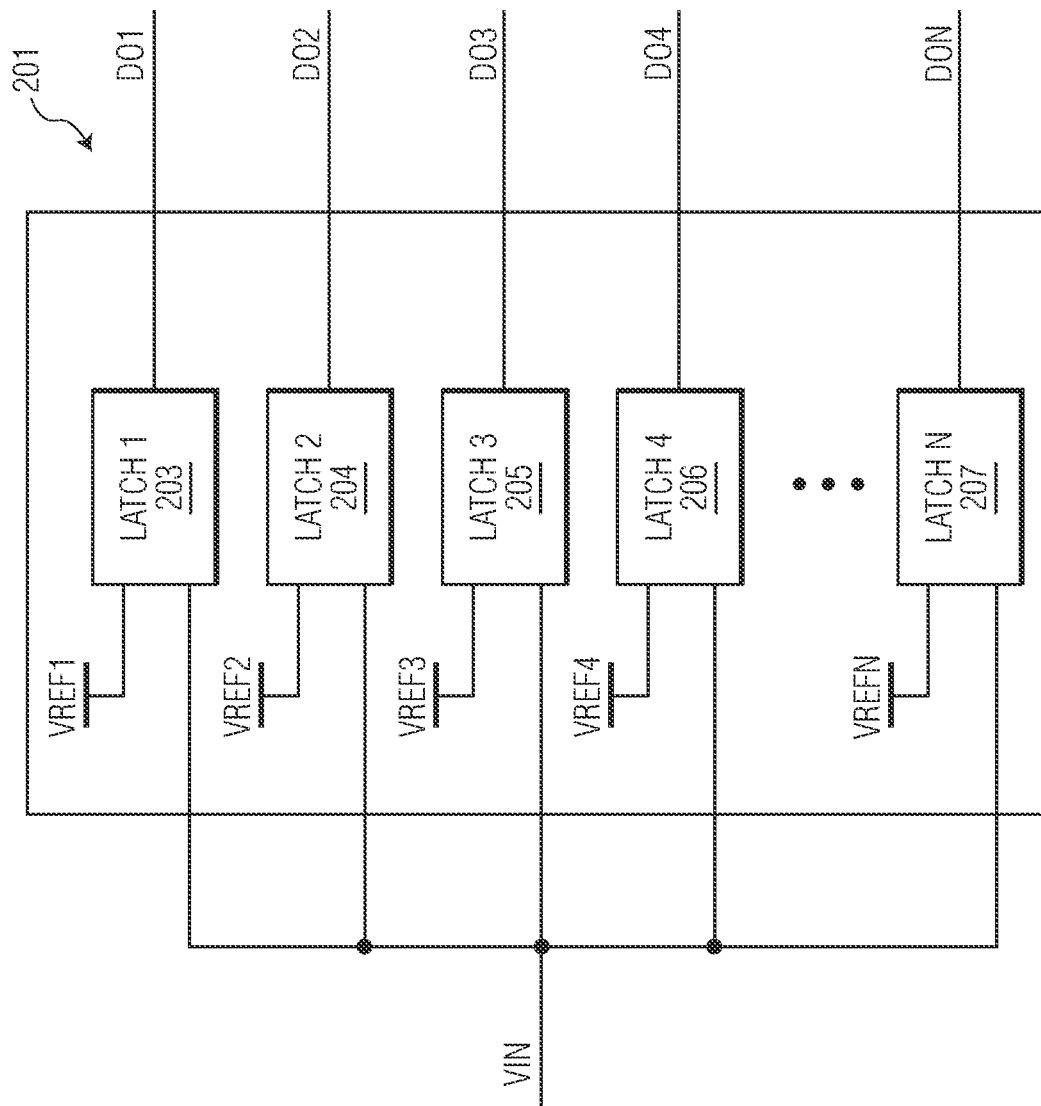 201
VREF1
LATCH 1
203
DO1
VREF2
LATCH 2
204
DO2
VREF3
LATCH 3
205
DO3
VREF4
LATCH 4
206
DO4
VREFN
LATCH N
207
DON
VIN